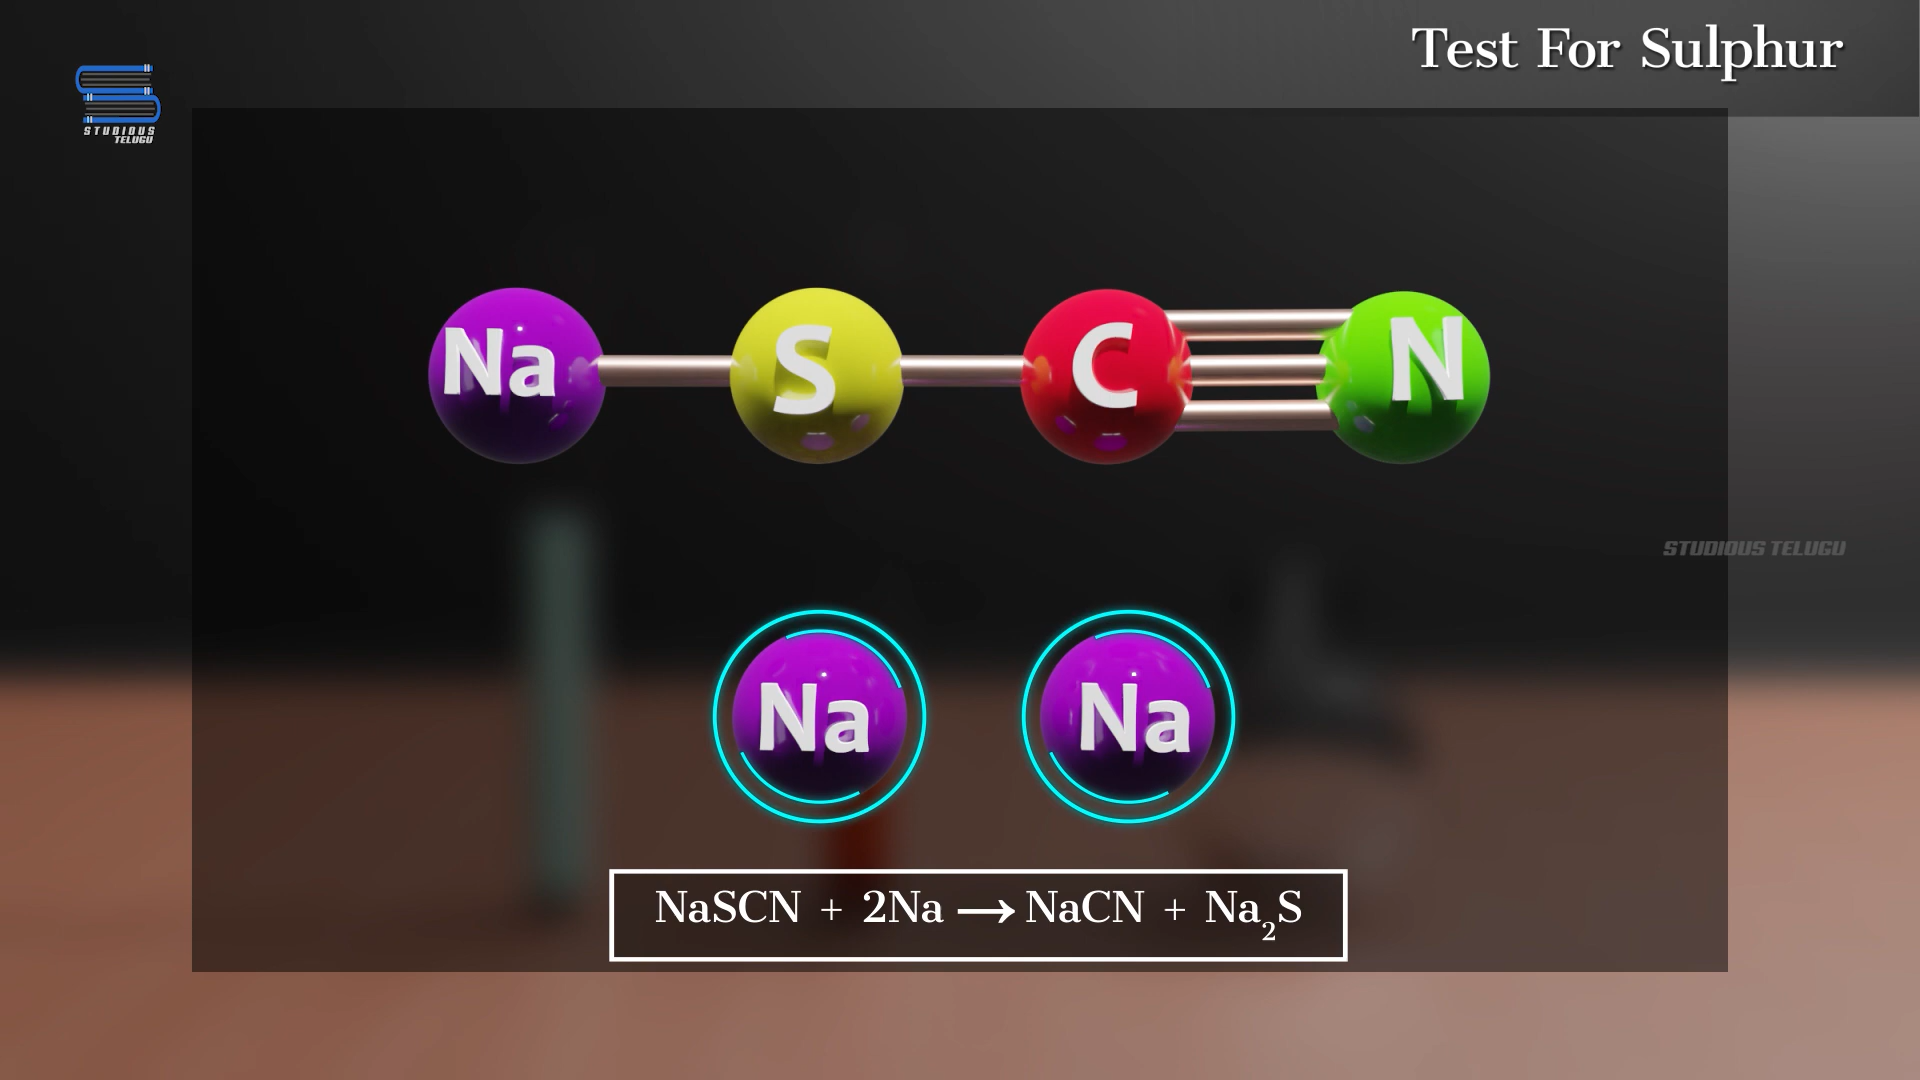 Test For Sulphur
STUDIOUS
TELUGU
Na S C N
STUDIOUS TELUGU
Na Na
NaSCN + 2Na → NaCN + Na₂S